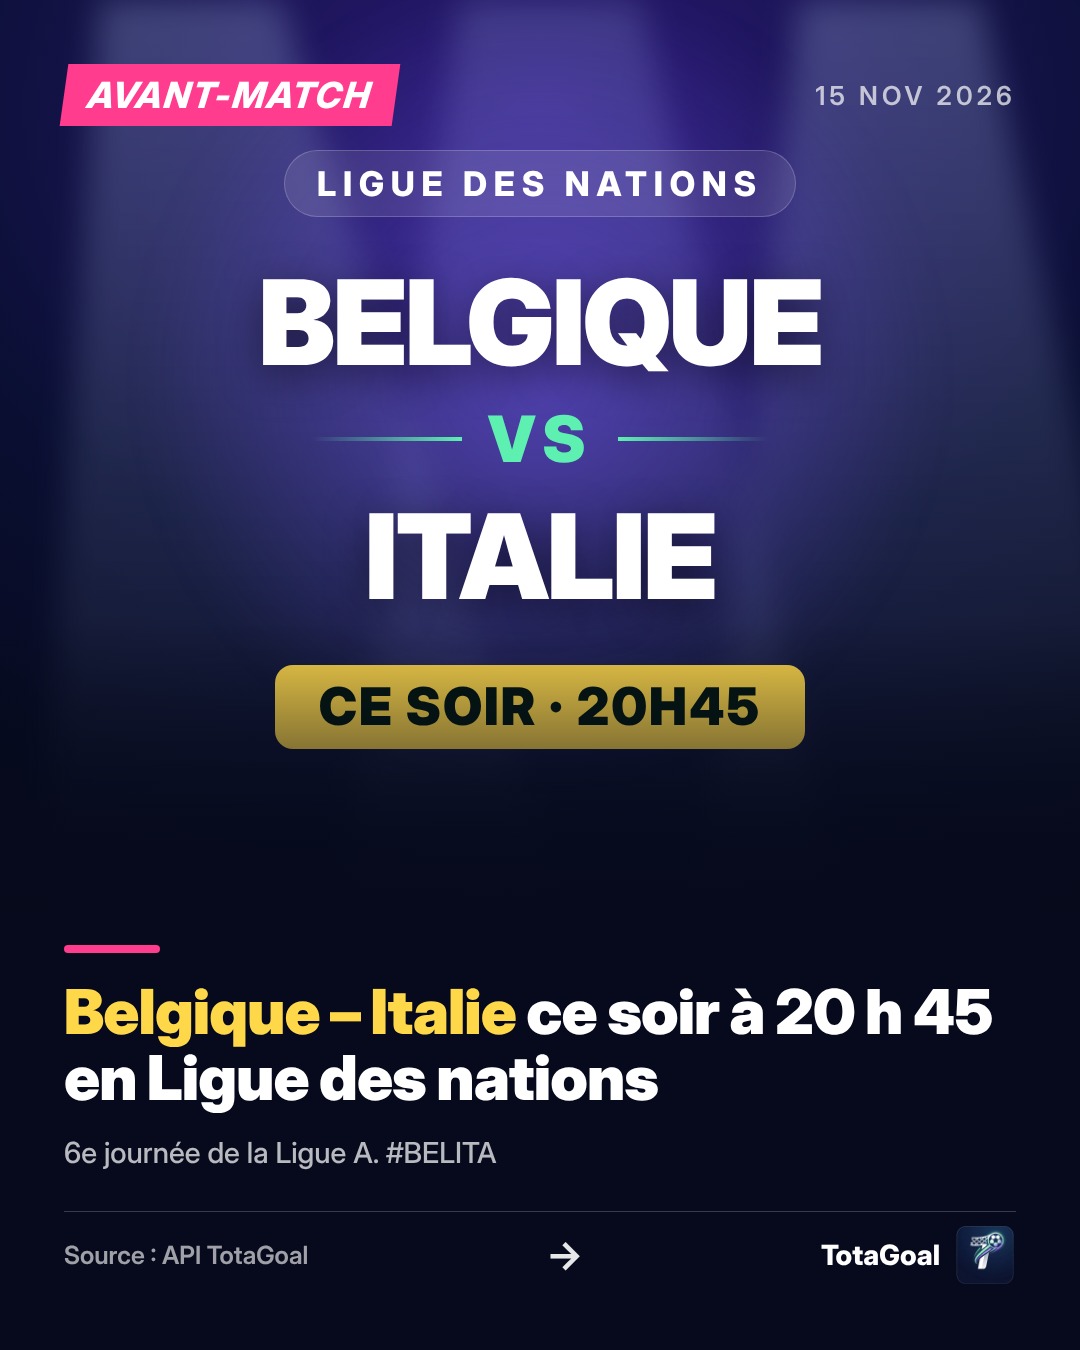 AVANT-MATCH
15 NOV 2026
LIGUE DES NATIONS
BELGIQUE
VS
ITALIE
CE SOIR · 20H45
Belgique – Italie ce soir à 20 h 45
en Ligue des nations
6e journée de la Ligue A. #BELITA
Source : API TotaGoal
TotaGoal